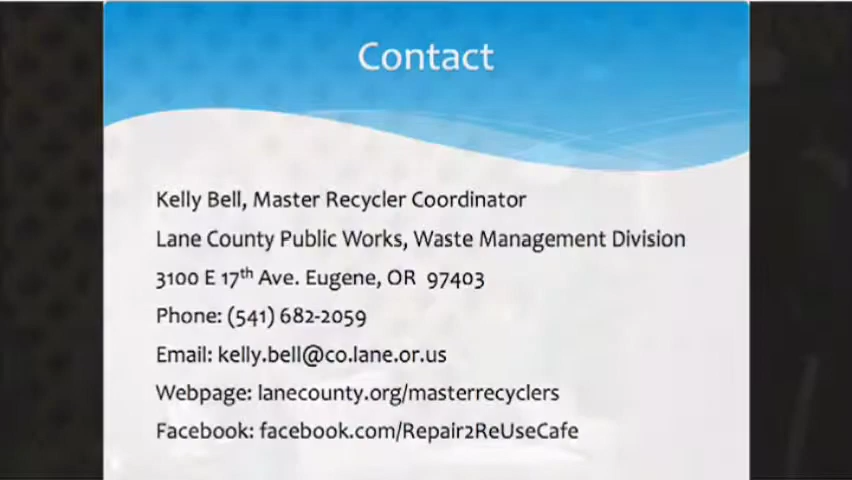 Contact
Kelly Bell, Master Recycler Coordinator
Lane County Public Works, Waste Management Division
3100 E 17th Ave. Eugene, OR  97403
Phone: (541) 682-2059
Email: kelly.bell@co.lane.or.us
Webpage: lanecounty.org/masterrecyclers
Facebook: facebook.com/Repair2ReUseCafe